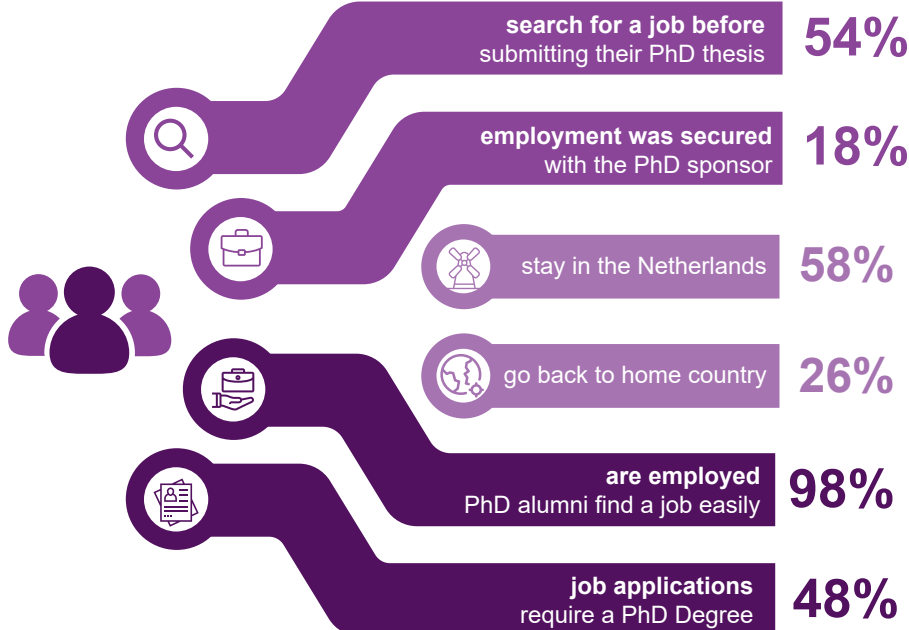 search for a job before
submitting their PhD thesis
54%
employment was secured
with the PhD sponsor
18%
stay in the Netherlands
58%
go back to home country
26%
are employed
PhD alumni find a job easily
98%
job applications
require a PhD Degree
48%